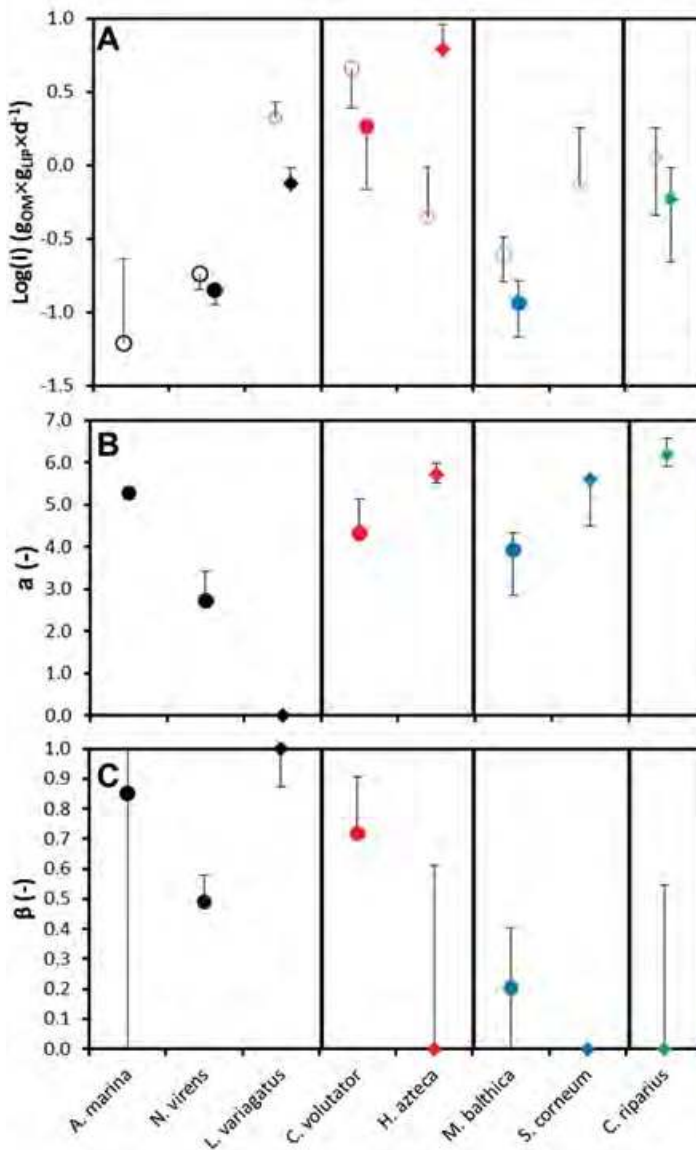 A
Log(I) (gOM×gLIP×d-1)
1.0
0.5
0.0
-0.5
-1.0
-1.5
B
a (-)
7.0
6.0
5.0
4.0
3.0
2.0
1.0
0.0
C
β (-)
1.0
0.9
0.8
0.7
0.6
0.5
0.4
0.3
0.2
0.1
0.0
A. marina
N. virens
L. variagatus
C. volutator
H. azteca
M. balthica
S. corneum
C. riparius